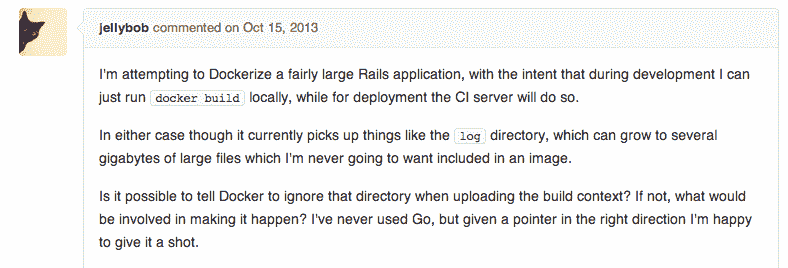 jellybob commented on Oct 15, 2013
I'm attempting to Dockerize a fairly large Rails application, with the intent that during development I can
just run docker build locally, while for deployment the CI server will do so.
In either case though it currently picks up things like the log directory, which can grow to several
gigabytes of large files which I'm never going to want included in an image.
Is it possible to tell Docker to ignore that directory when uploading the build context? If not, what would
be involved in making it happen? I've never used Go, but given a pointer in the right direction I'm happy
to give it a shot.